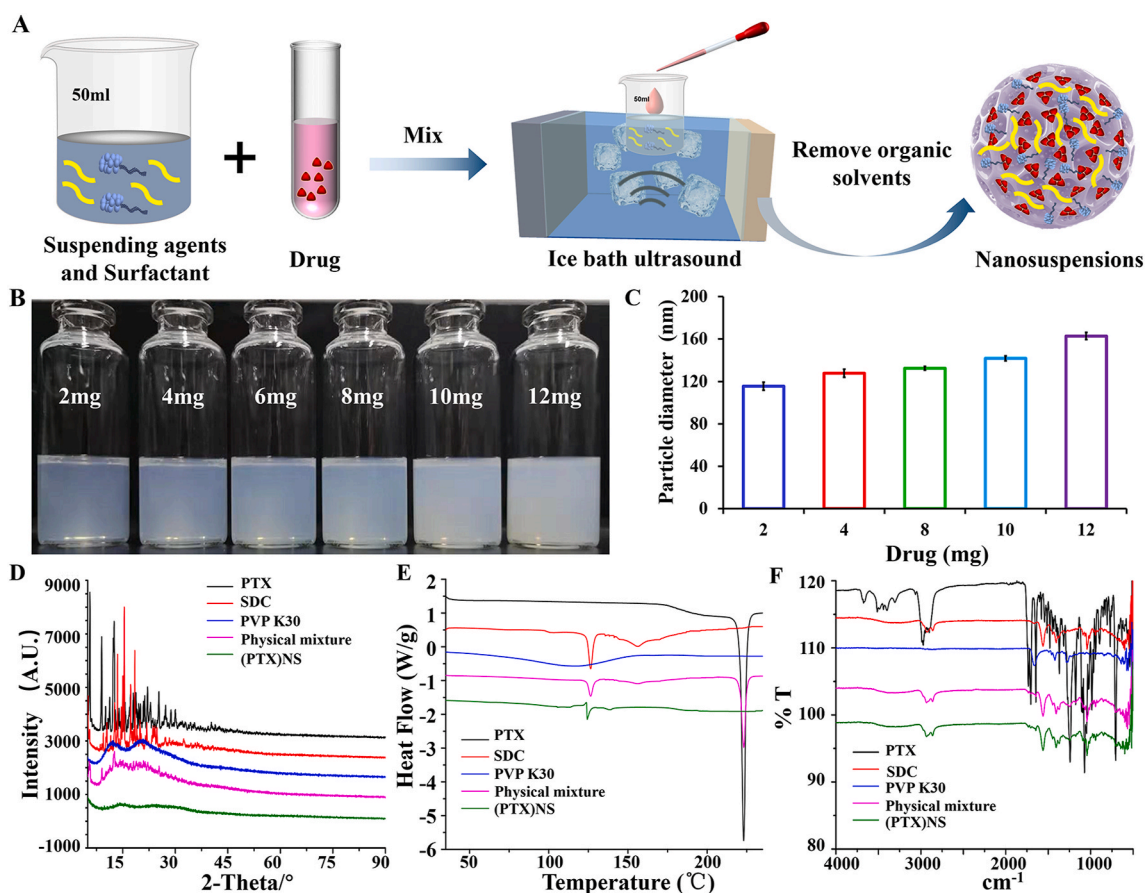 A
50ml
Suspending agents
and Surfactant
+
Drug
Mix
50ml
Ice bath ultrasound
Remove organic
solvents
Nanosuspensions
B
2mg
4mg
6mg
8mg
10mg
12mg
C
Particle diameter (nm)
200
160
120
80
40
0
2
4
8
10
12
Drug (mg)
D
Intensity (A.U.)
9000
7000
5000
3000
1000
-1000
15
30
45
60
75
90
2-Theta/°
PTX
SDC
PVP K30
Physical mixture
(PTX)NS
E
Heat Flow (W/g)
2
1
0
-1
-2
-3
-4
-5
-6
50
100
150
200
Temperature (℃)
PTX
SDC
PVP K30
Physical mixture
(PTX)NS
F
% T
120
110
100
90
80
4000
3000
2000
1000
cm-1
PTX
SDC
PVP K30
Physical mixture
(PTX)NS